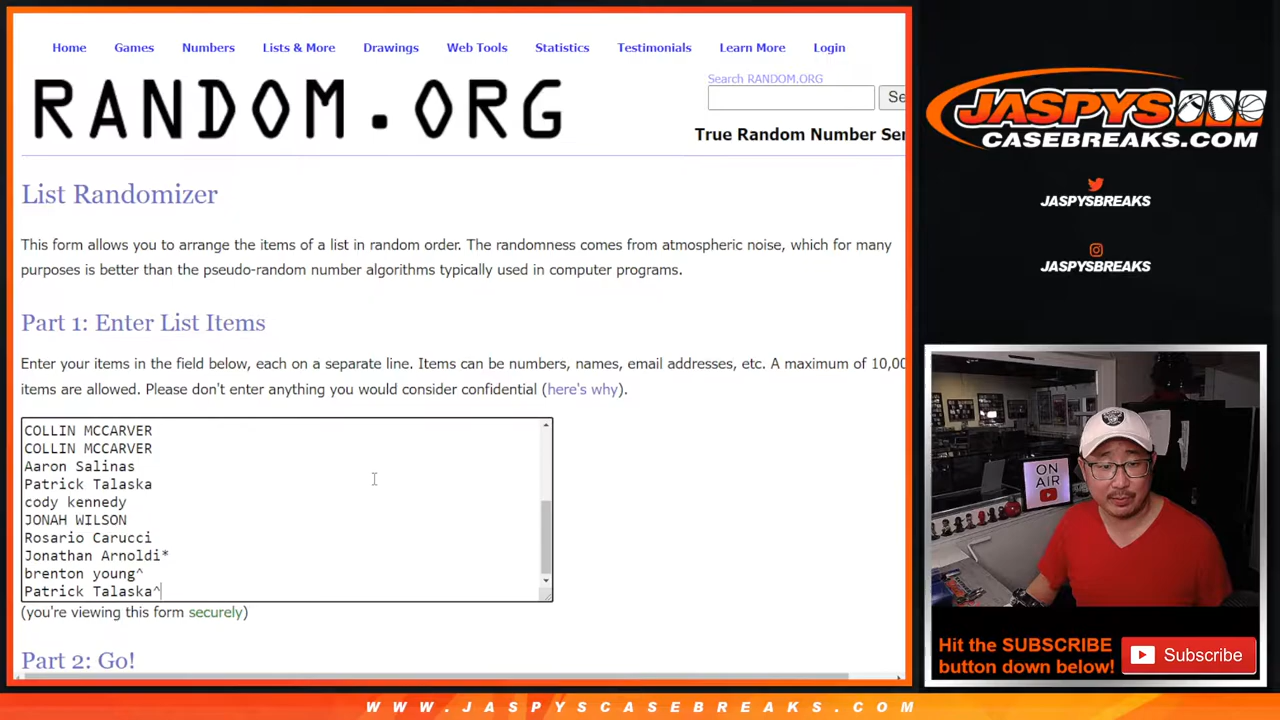 Home Games Numbers Lists & More Drawings Web Tools Statistics Testimonials Learn More Login
RANDOM.ORG
Search RANDOM.ORG
Se
True Random Number Ser
List Randomizer
This form allows you to arrange the items of a list in random order. The randomness comes from atmospheric noise, which for many
purposes is better than the pseudo-random number algorithms typically used in computer programs.
Part 1: Enter List Items
Enter your items in the field below, each on a separate line. Items can be numbers, names, email addresses, etc. A maximum of 10,00
items are allowed. Please don't enter anything you would consider confidential (here's why).
COLLIN MCCARVER
COLLIN MCCARVER
Aaron Salinas
Patrick Talaska
cody kennedy
JONAH WILSON
Rosario Carucci
Jonathan Arnoldi*
brenton young^
Patrick Talaska^
(you're viewing this form securely)
Part 2: Go!
JASPYS
CASEBREAKS.COM
JASPYSBREAKS
JASPYSBREAKS
ON
AIR
Hit the SUBSCRIBE
button down below!
Subscribe
WWW.JASPYSCASEBREAKS.COM